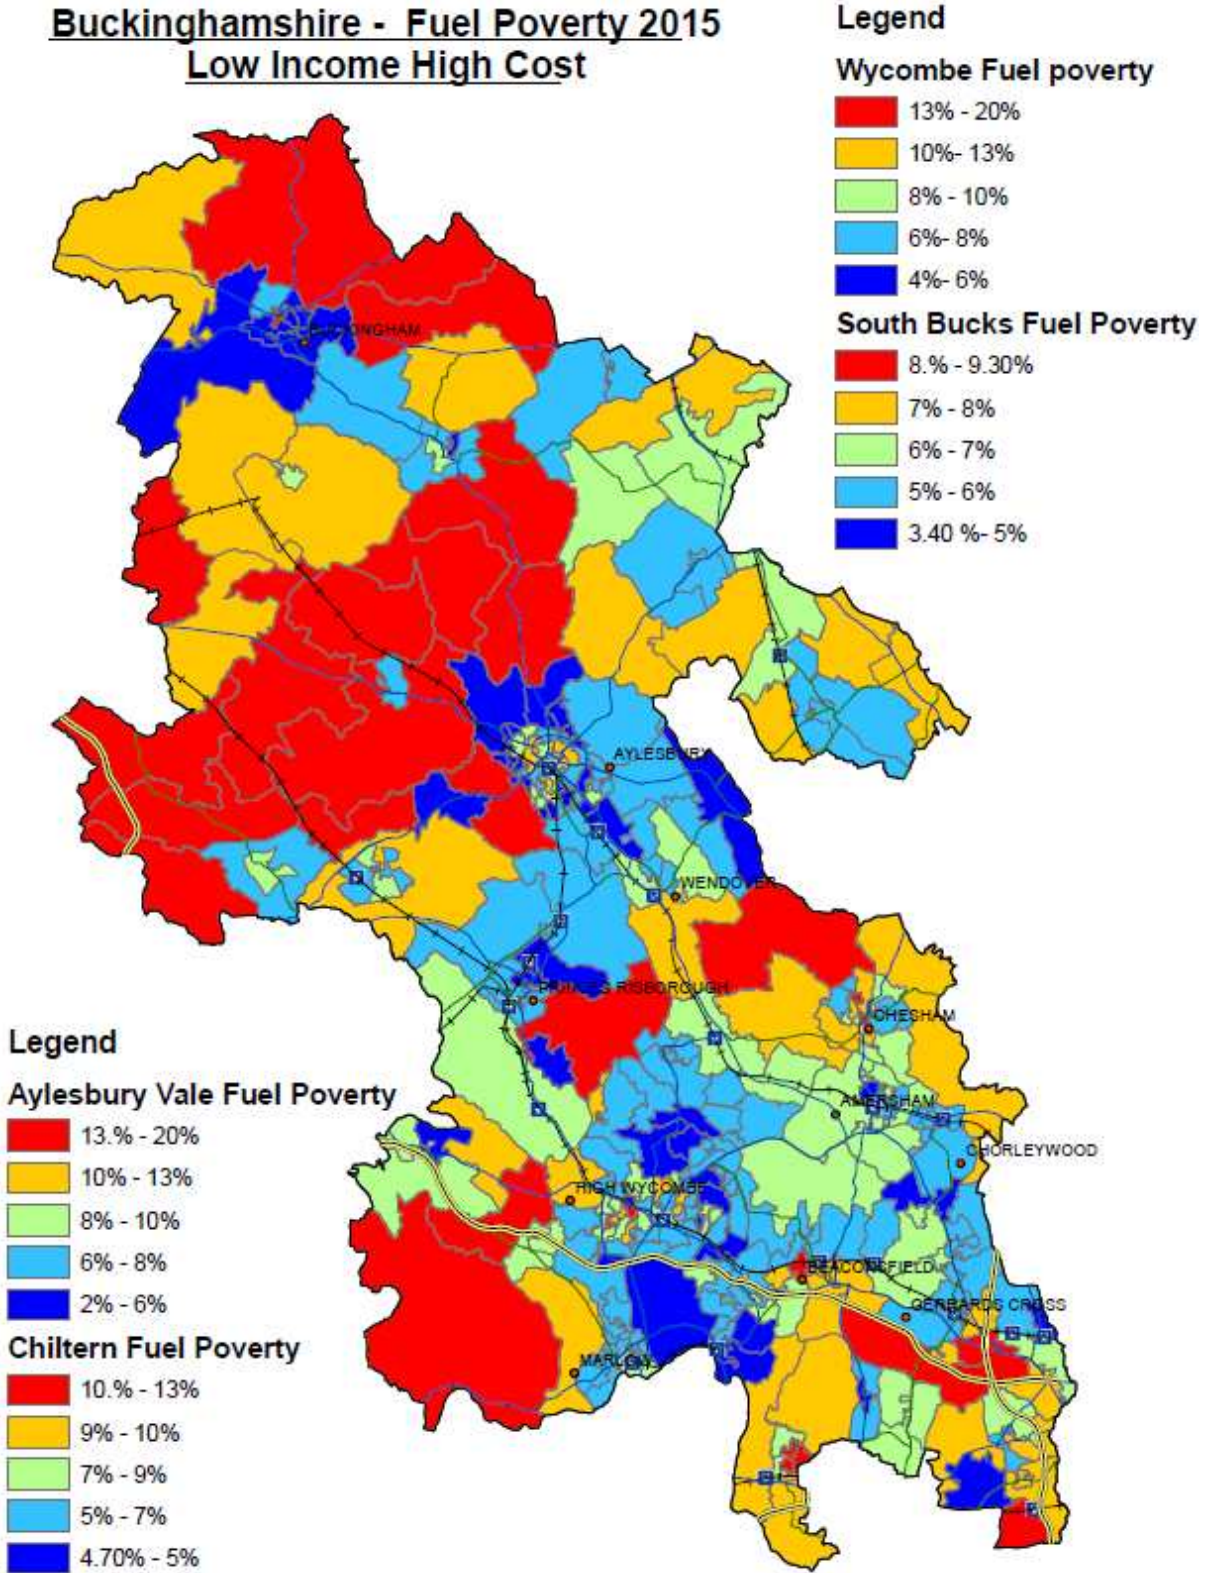 Buckinghamshire -  Fuel Poverty 2015
Low Income High Cost
Legend
Wycombe Fuel poverty
13% - 20%
10%- 13%
8% - 10%
6%- 8%
4%- 6%
South Bucks Fuel Poverty
8.% - 9.30%
7% - 8%
6% - 7%
5% - 6%
3.40 %- 5%
BUCKINGHAM
AYLESBURY
WENDOVER
PRINCES RISBOROUGH
CHESHAM
AMERSHAM
CHORLEYWOOD
HIGH WYCOMBE
BEACONSFIELD
GERRARDS CROSS
MARLOW
Legend
Aylesbury Vale Fuel Poverty
13.% - 20%
10% - 13%
8% - 10%
6% - 8%
2% - 6%
Chiltern Fuel Poverty
10.% - 13%
9% - 10%
7% - 9%
5% - 7%
4.70% - 5%